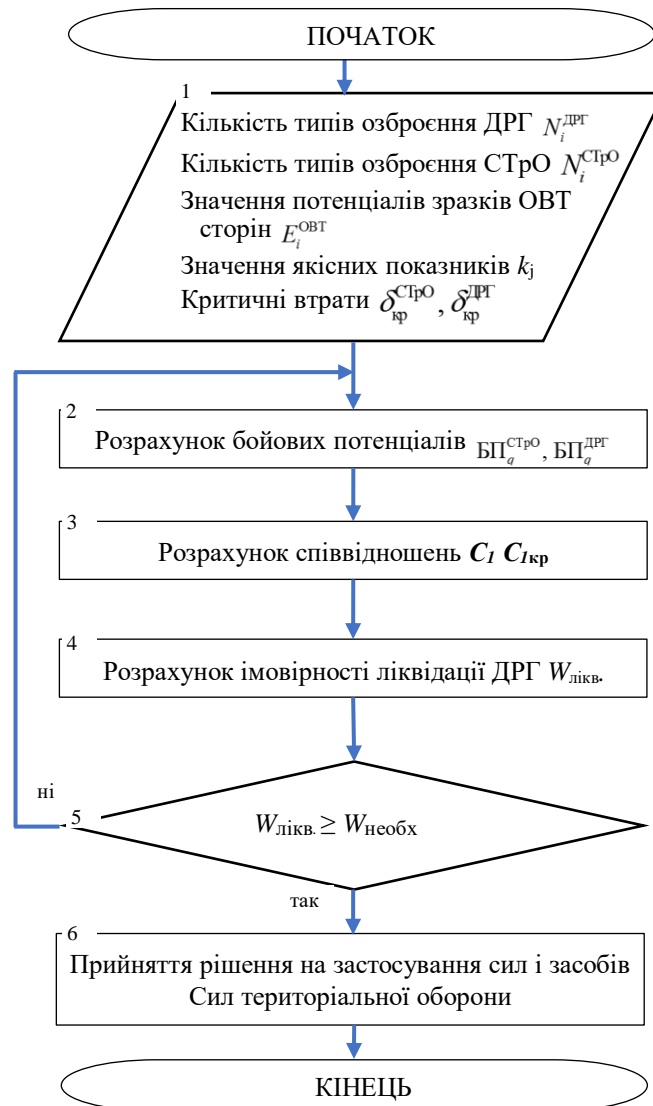 ПОЧАТОК
1
Кількість типів озброєння ДРГ N_i^ДРГ
Кількість типів озброєння СТрО N_i^СТрО
Значення потенціалів зразків ОВТ
сторін E_i^ОВТ
Значення якісних показників k_j
Критичні втрати δ_кр^СТрО, δ_кр^ДРГ
2
Розрахунок бойових потенціалів БП_q^СТрО, БП_q^ДРГ
3
Розрахунок співвідношень C_1 C_1кр
4
Розрахунок імовірності ліквідації ДРГ W_лікв.
ні
5
W_лікв. ≥ W_необх
так
6
Прийняття рішення на застосування сил і засобів
Сил територіальної оборони
КІНЕЦЬ